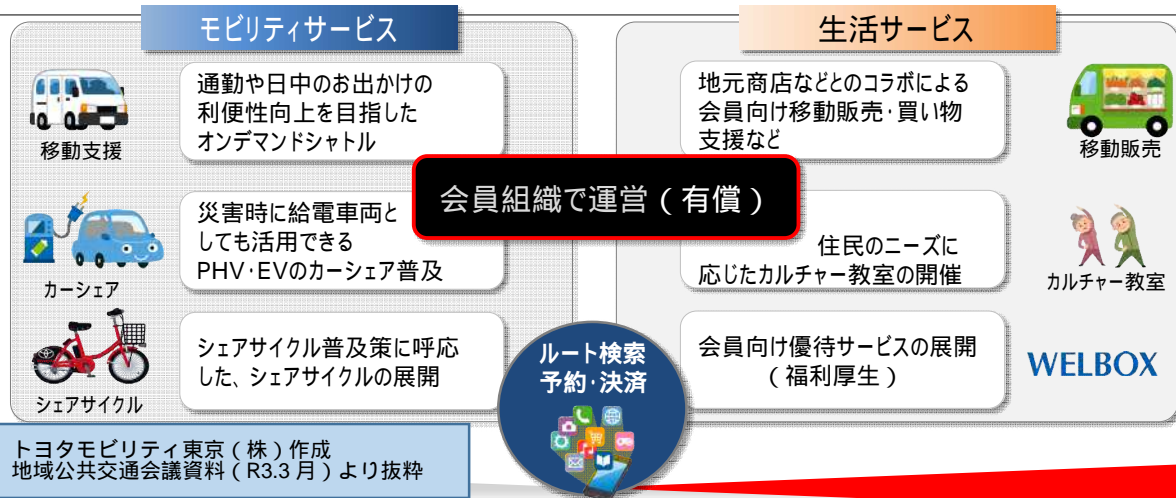 モビリティサービス
移動支援
通勤や日中のお出かけの
利便性向上を目指した
オンデマンドシャトル
カーシェア
災害時に給電車両と
しても活用できる
PHV・EVのカーシェア普及
シェアサイクル
シェアサイクル普及策に呼応
した、シェアサイクルの展開
会員組織で運営（有償）
ルート検索
予約・決済
生活サービス
地元商店などとのコラボによる
会員向け移動販売・買い物
支援など
移動販売
住民のニーズに
応じたカルチャー教室の開催
カルチャー教室
会員向け優待サービスの展開
（福利厚生）
WELBOX
トヨタモビリティ東京（株）作成
地域公共交通会議資料（R3.3月）より抜粋